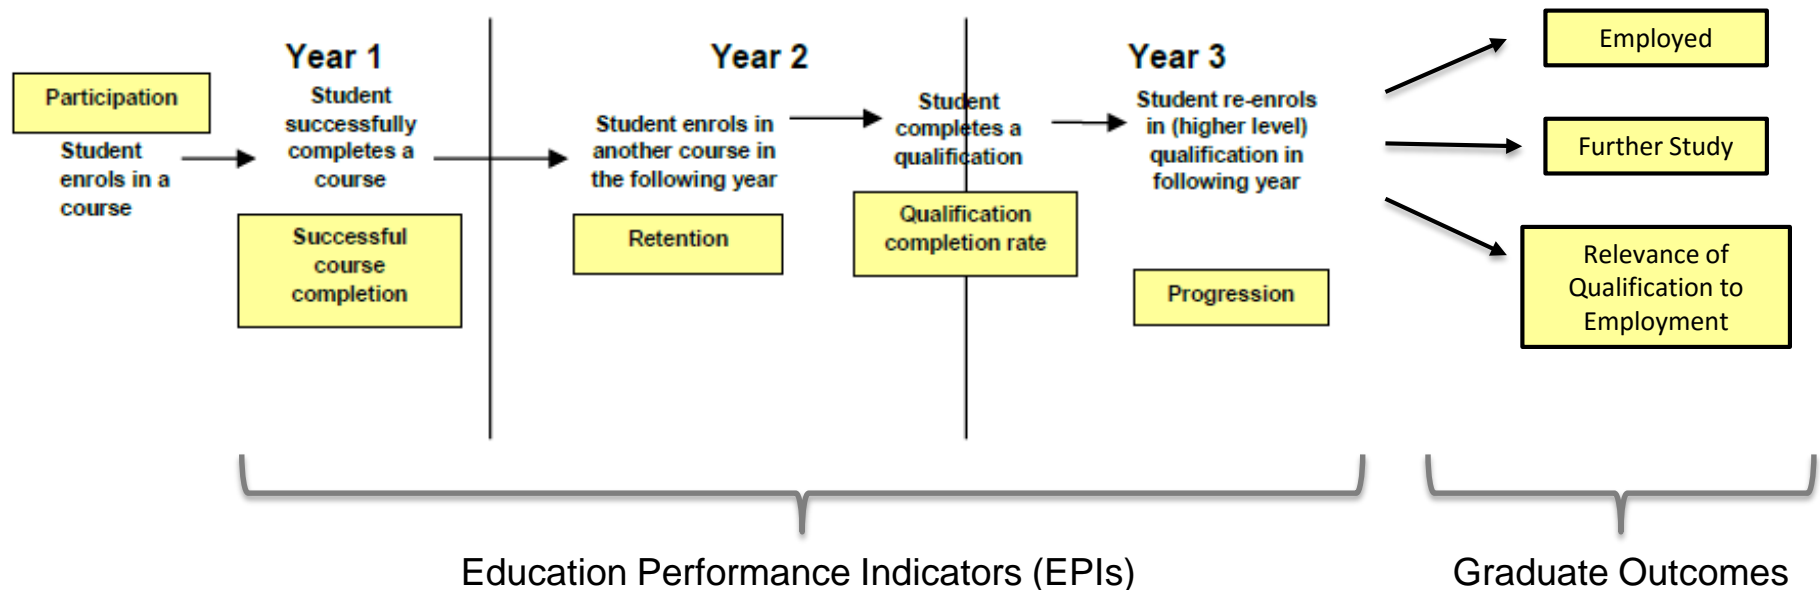 Participation
Student
enrols in a
course
Year 1
Student
successfully
completes a
course
Successful
course
completion
Year 2
Student enrols in
another course in
the following year
Retention
Student
completes a
qualification
Qualification
completion rate
Year 3
Student re-enrols
in (higher level)
qualification in
following year
Progression
Employed
Further Study
Relevance of
Qualification to
Employment
Education Performance Indicators (EPIs)
Graduate Outcomes